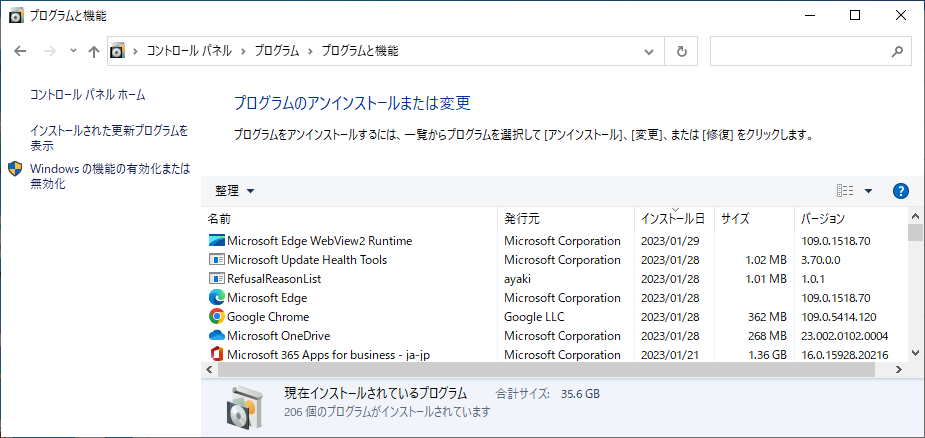 プログラムと機能
コントロール パネル > プログラム > プログラムと機能
コントロール パネル ホーム
インストールされた更新プログラムを
表示
Windows の機能の有効化または
無効化
プログラムのアンインストールまたは変更
プログラムをアンインストールするには、一覧からプログラムを選択して [アンインストール]、[変更]、または [修復] をクリックします。
整理
名前 発行元 インストール日 サイズ バージョン
Microsoft Edge WebView2 Runtime Microsoft Corporation 2023/01/29 109.0.1518.70
Microsoft Update Health Tools Microsoft Corporation 2023/01/28 1.02 MB 3.70.0.0
RefusalReasonList ayaki 2023/01/28 1.01 MB 1.0.1
Microsoft Edge Microsoft Corporation 2023/01/28 109.0.1518.70
Google Chrome Google LLC 2023/01/28 362 MB 109.0.5414.120
Microsoft OneDrive Microsoft Corporation 2023/01/28 268 MB 23.002.0102.0004
Microsoft 365 Apps for business - ja-jp Microsoft Corporation 2023/01/21 1.36 GB 16.0.15928.20216
現在インストールされているプログラム 合計サイズ: 35.6 GB
206 個のプログラムがインストールされています